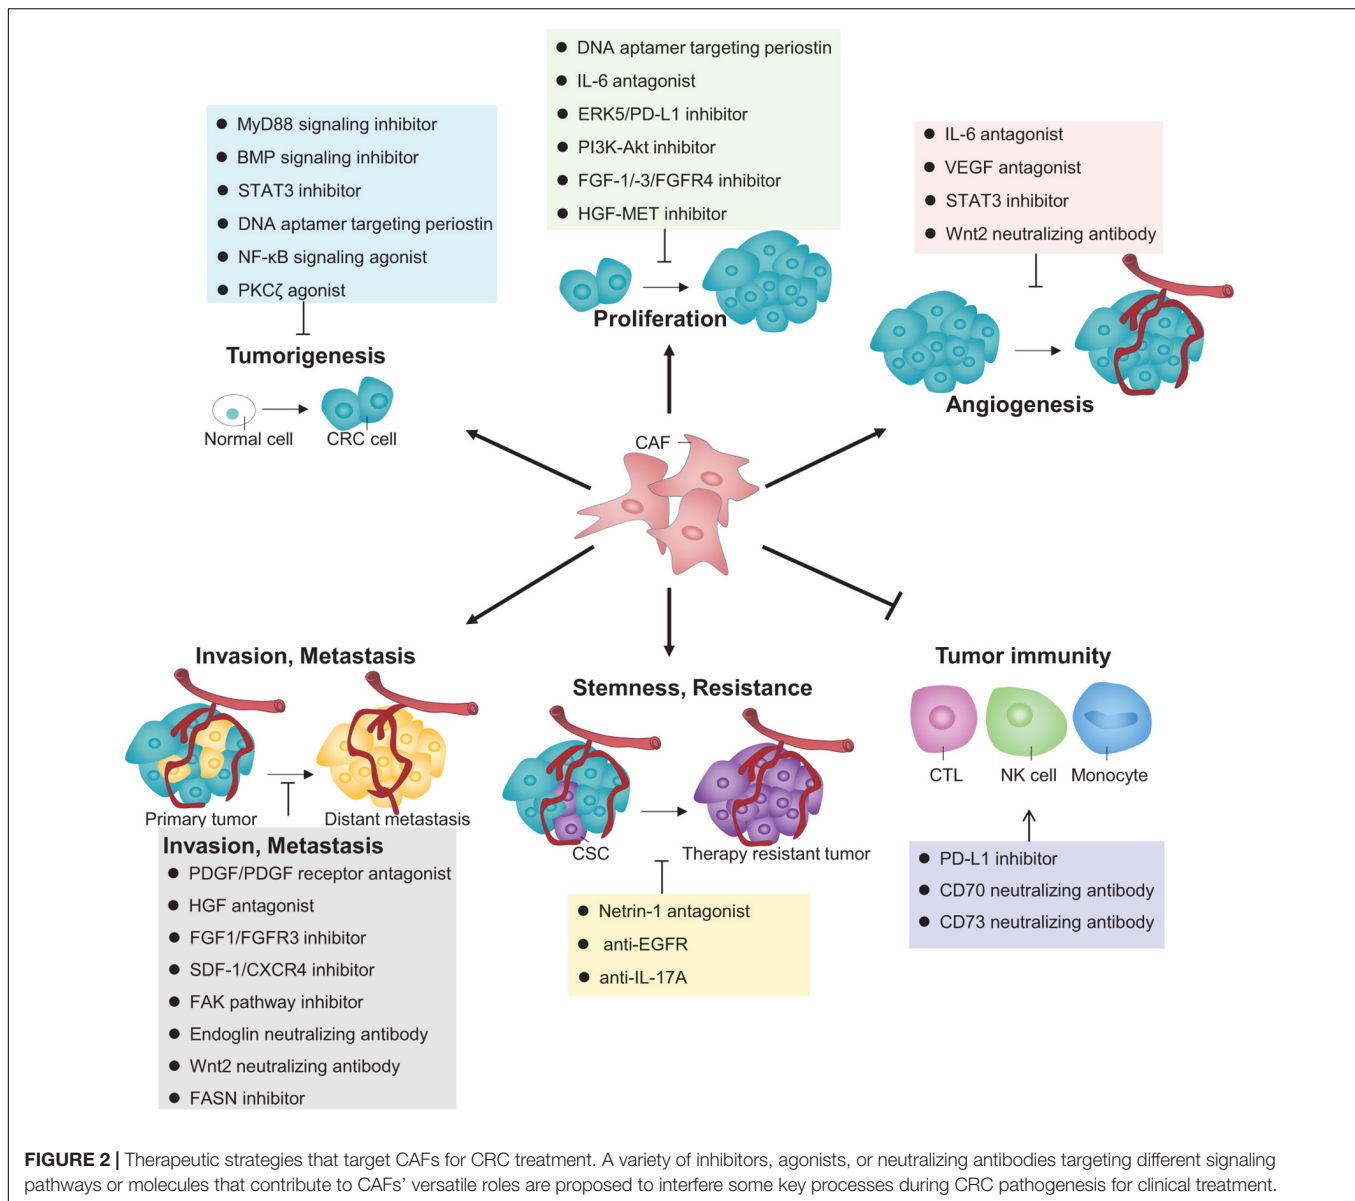 ● DNA aptamer targeting periostin
● IL-6 antagonist
● ERK5/PD-L1 inhibitor
● PI3K-Akt inhibitor
● FGF-1/-3/FGFR4 inhibitor
● HGF-MET inhibitor
Proliferation
● MyD88 signaling inhibitor
● BMP signaling inhibitor
● STAT3 inhibitor
● DNA aptamer targeting periostin
● NF-κB signaling agonist
● PKCζ agonist
Tumorigenesis
Normal cell
CRC cell
● IL-6 antagonist
● VEGF antagonist
● STAT3 inhibitor
● Wnt2 neutralizing antibody
Angiogenesis
CAF
Invasion, Metastasis
Primary tumor
Distant metastasis
Invasion, Metastasis
● PDGF/PDGF receptor antagonist
● HGF antagonist
● FGF1/FGFR3 inhibitor
● SDF-1/CXCR4 inhibitor
● FAK pathway inhibitor
● Endoglin neutralizing antibody
● Wnt2 neutralizing antibody
● FASN inhibitor
Stemness, Resistance
CSC
Therapy resistant tumor
● Netrin-1 antagonist
● anti-EGFR
● anti-IL-17A
Tumor immunity
CTL
NK cell
Monocyte
● PD-L1 inhibitor
● CD70 neutralizing antibody
● CD73 neutralizing antibody
FIGURE 2 | Therapeutic strategies that target CAFs for CRC treatment. A variety of inhibitors, agonists, or neutralizing antibodies targeting different signaling
pathways or molecules that contribute to CAFs' versatile roles are proposed to interfere some key processes during CRC pathogenesis for clinical treatment.